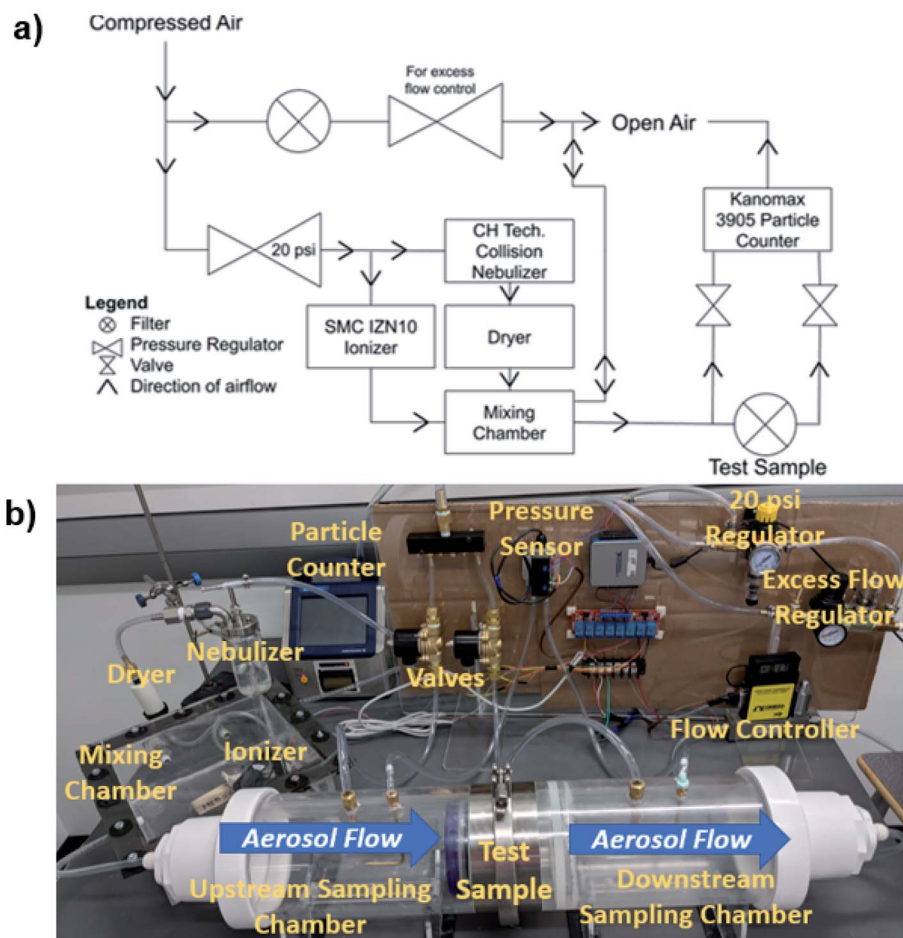 a)
Compressed Air
For excess
flow control
Open Air
Kanomax
3905 Particle
Counter
20 psi
CH Tech.
Collision
Nebulizer
Legend
Filter
Pressure Regulator
Valve
Direction of airflow
SMC IZN10
Ionizer
Dryer
Mixing
Chamber
Test Sample
b)
Particle
Counter
Pressure
Sensor
20 psi
Regulator
Excess Flow
Regulator
Nebulizer
Dryer
Valves
Mixing
Chamber
Ionizer
Flow Controller
Aerosol Flow
Test
Sample
Aerosol Flow
Upstream Sampling
Chamber
Downstream
Sampling Chamber